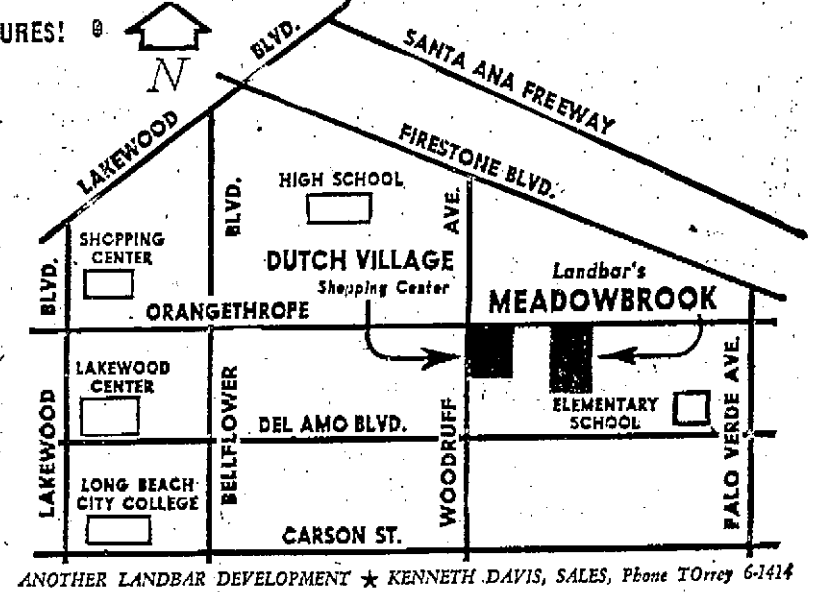 URES!
N
LAKEWOOD BLVD.
SANTA ANA FREEWAY
FIRESTONE BLVD.
HIGH SCHOOL
BLVD.
AVE.
SHOPPING
CENTER
DUTCH VILLAGE
Shopping Center
Landbar's
MEADOWBROOK
BLVD.
ORANGETHROPE
LAKEWOOD
CENTER
ELEMENTARY
SCHOOL
DEL AMO BLVD.
LAKEWOOD
BELLFLOWER
WOODRUFF
PALO VERDE AVE.
LONG BEACH
CITY COLLEGE
CARSON ST.
ANOTHER LANDBAR DEVELOPMENT ★ KENNETH DAVIS, SALES, Phone TOrrey 6-1414